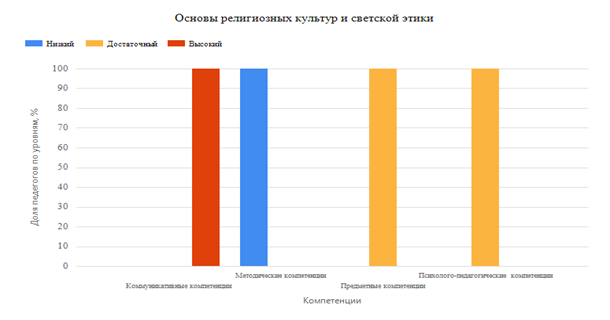 Основы религиозных культур и светской этики
Низкий Достаточный Высокий
Доля педегогов по уровням, %
100
90
80
70
60
50
40
30
20
10
0
Методические компетенции Психолого-педагогические компетенции
Коммуникативные компетенции Предметные компетенции
Компетенции